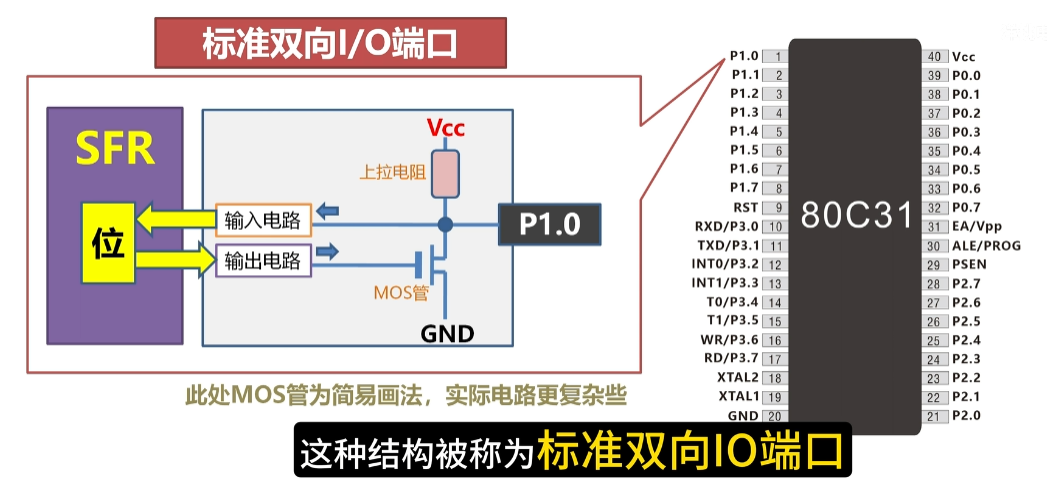 标准双向I/O端口
SFR
位
Vcc
上拉电阻
输入电路
输出电路
P1.0
MOS管
GND
此处MOS管为简易画法，实际电路更复杂些
80C31
P1.0 1
P1.1 2
P1.2 3
P1.3 4
P1.4 5
P1.5 6
P1.6 7
P1.7 8
RST 9
RXD/P3.0 10
TXD/P3.1 11
INT0/P3.2 12
INT1/P3.3 13
T0/P3.4 14
T1/P3.5 15
WR/P3.6 16
RD/P3.7 17
XTAL2 18
XTAL1 19
GND 20
40 Vcc
39 P0.0
38 P0.1
37 P0.2
36 P0.3
35 P0.4
34 P0.5
33 P0.6
32 P0.7
31 EA/Vpp
30 ALE/PROG
29 PSEN
28 P2.7
27 P2.6
26 P2.5
25 P2.4
24 P2.3
23 P2.2
22 P2.1
21 P2.0
这种结构被称为标准双向IO端口